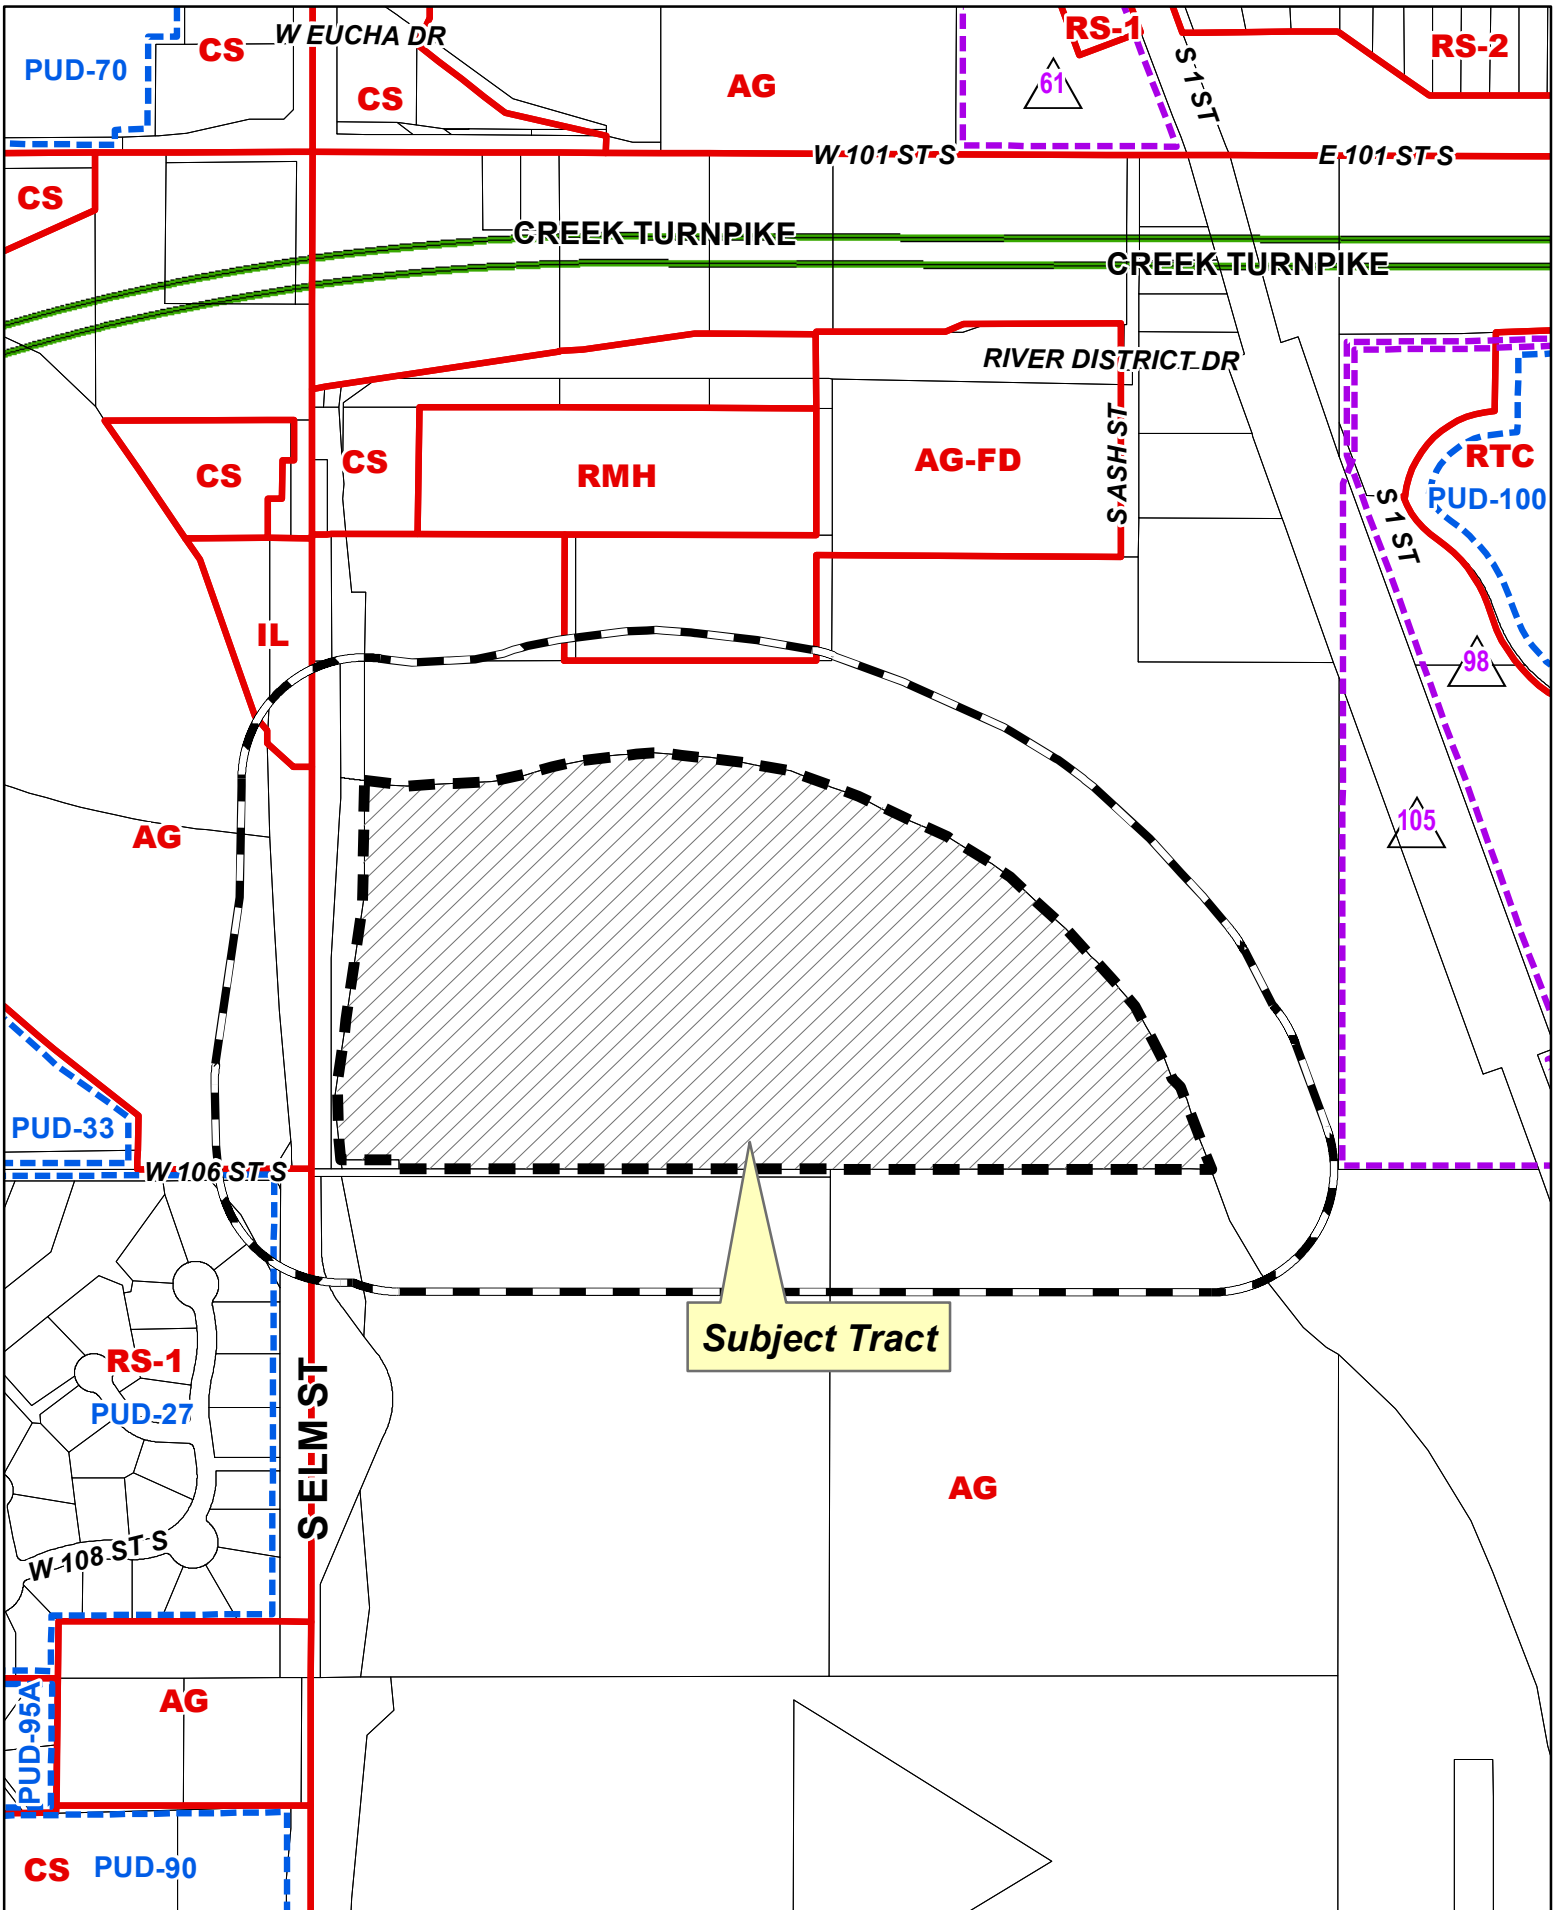 W EUCHA DR
RS-1
CS
RS-2
PUD-70
S 1 ST
61
AG
CS
W 101 ST S
E 101 ST S
CS
CREEK TURNPIKE
CREEK TURNPIKE
RIVER DISTRICT DR
S ASH ST
CS
CS
RMH
AG-FD
RTC
PUD-100
S 1 ST
IL
98
105
AG
PUD-33
W 106 ST S
Subject Tract
RS-1
PUD-27
S ELM ST
AG
W 108 ST S
AG
PUD-95A
CS
PUD-90